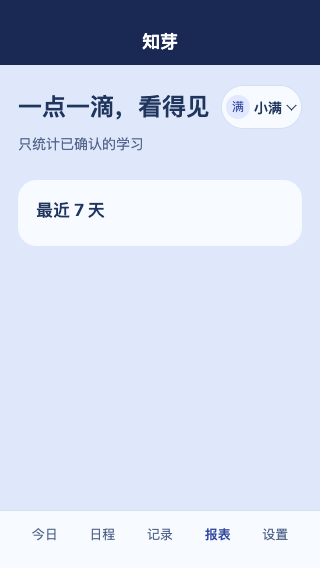 知芽
一点一滴，看得见
满 小满
只统计已确认的学习
最近 7 天
今日 日程 记录 报表 设置